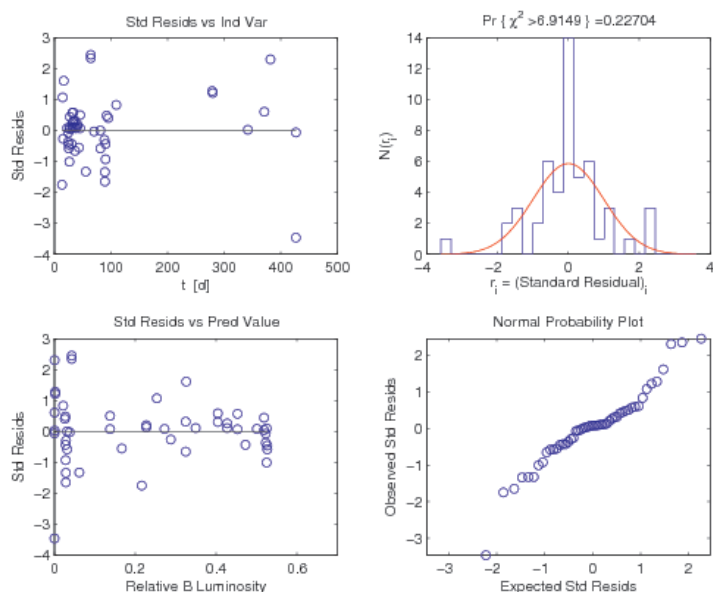 Std Resids vs Ind Var
Std Resids
3
2
1
0
-1
-2
-3
-4
0 100 200 300 400 500
t [d]
Pr { χ² >6.9149 } =0.22704
N(r_i)
14
12
10
8
6
4
2
0
-4 -2 0 2 4
r_i = (Standard Residual)_i
Std Resids vs Pred Value
Std Resids
3
2
1
0
-1
-2
-3
-4
0 0.2 0.4 0.6
Relative B Luminosity
Normal Probability Plot
Observed Std Resids
2
1
0
-1
-2
-3
-3 -2 -1 0 1 2
Expected Std Resids